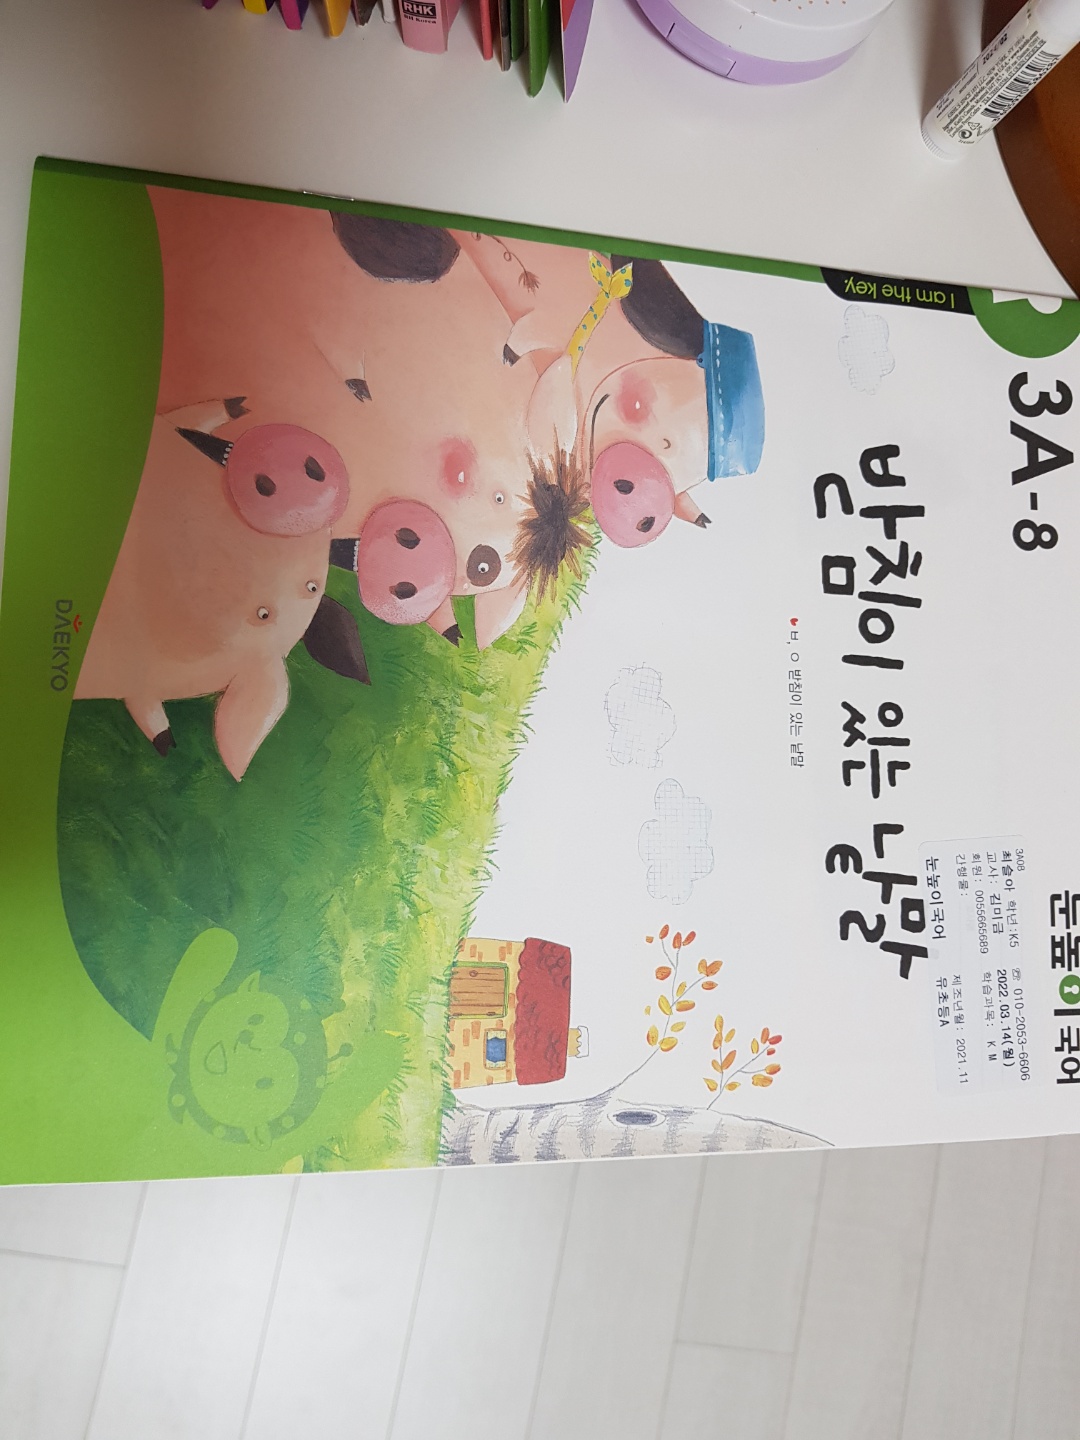 3A-8
눈높이국어
3A08
최슬아 학년:K5 ☏ 010-2053-6606
교사: 김미금 2022.03.14(월)
회원: 0055665689 학습과목: K M
간행물:
제조년월: 2021.11
눈높이국어 유초등A
I am the key.
받침이 있는 낱말
ㅂ, ㅇ 받침이 있는 낱말
RHK
DAEKYO